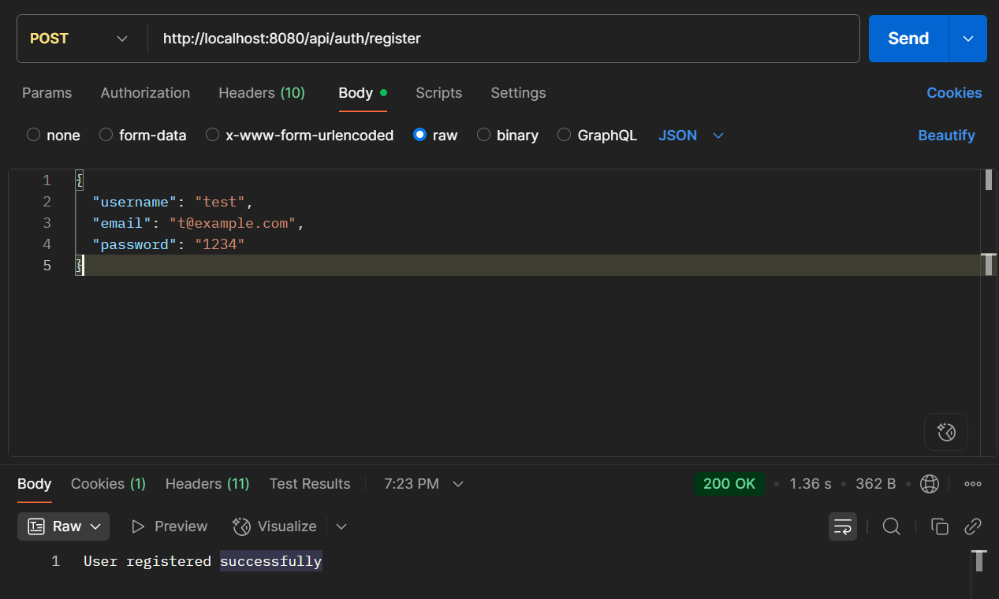 POST http://localhost:8080/api/auth/register Send
Params Authorization Headers (10) Body Scripts Settings Cookies
none form-data x-www-form-urlencoded raw binary GraphQL JSON Beautify
1 {
2 "username": "test",
3 "email": "t@example.com",
4 "password": "1234"
5 }
Body Cookies (1) Headers (11) Test Results 7:23 PM 200 OK 1.36 s 362 B
Raw Preview Visualize
1 User registered successfully